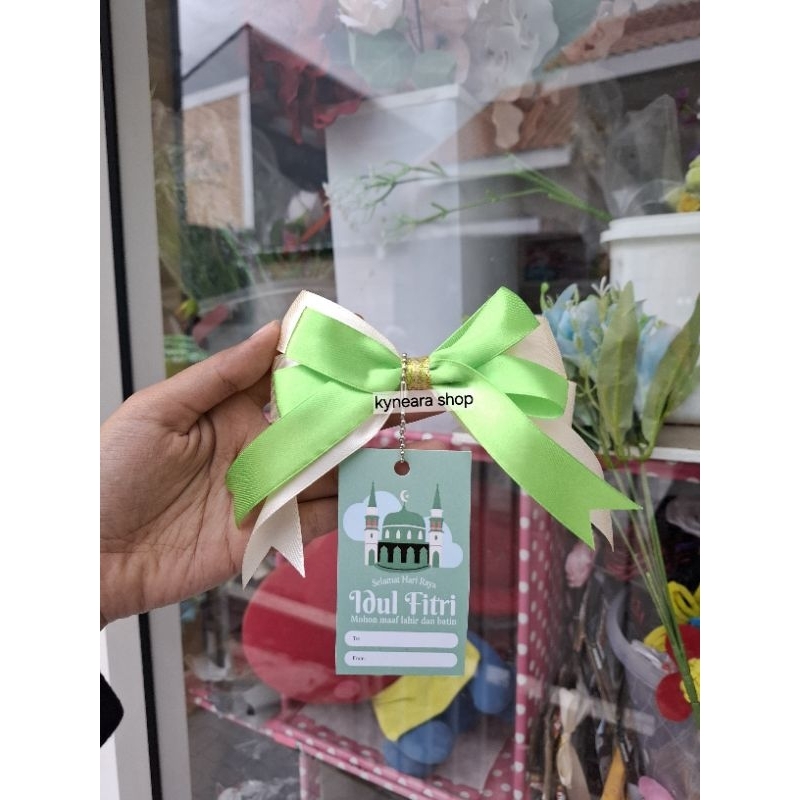 kyneara shop
Selamat Hari Raya
Idul Fitri
Mohon maaf lahir dan batin
To:
From: